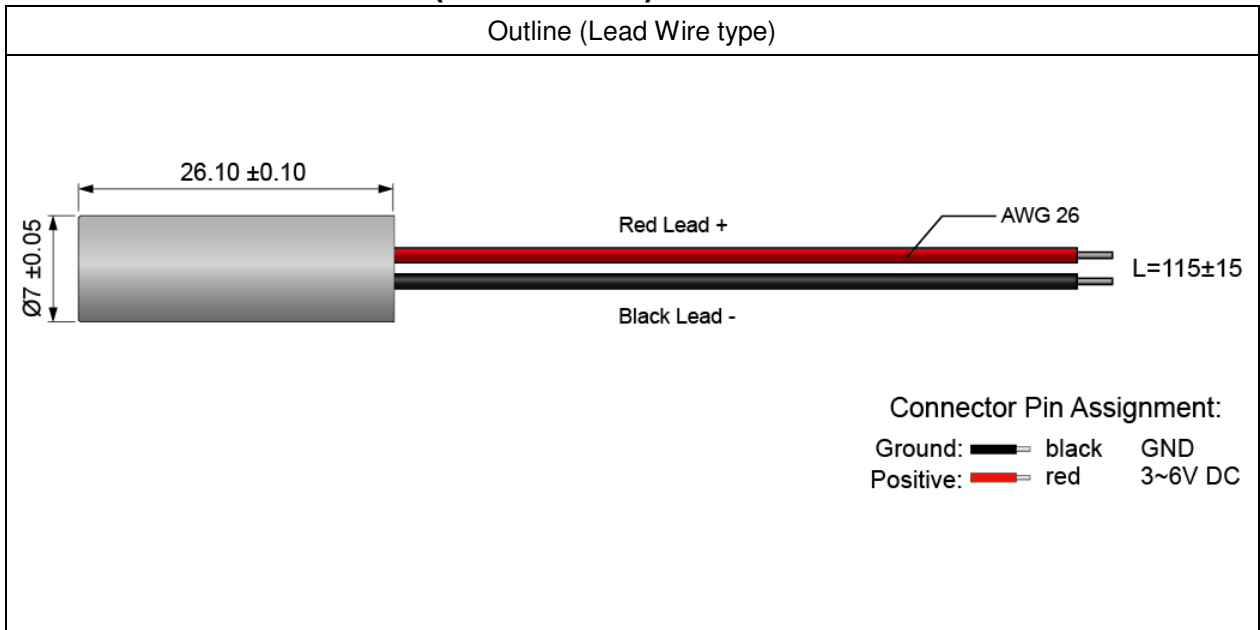 Outline (Lead Wire type)
26.10 ±0.10
Ø7 ±0.05
Red Lead +
AWG 26
L=115±15
Black Lead -
Connector Pin Assignment:
Ground: black GND
Positive: red 3~6V DC